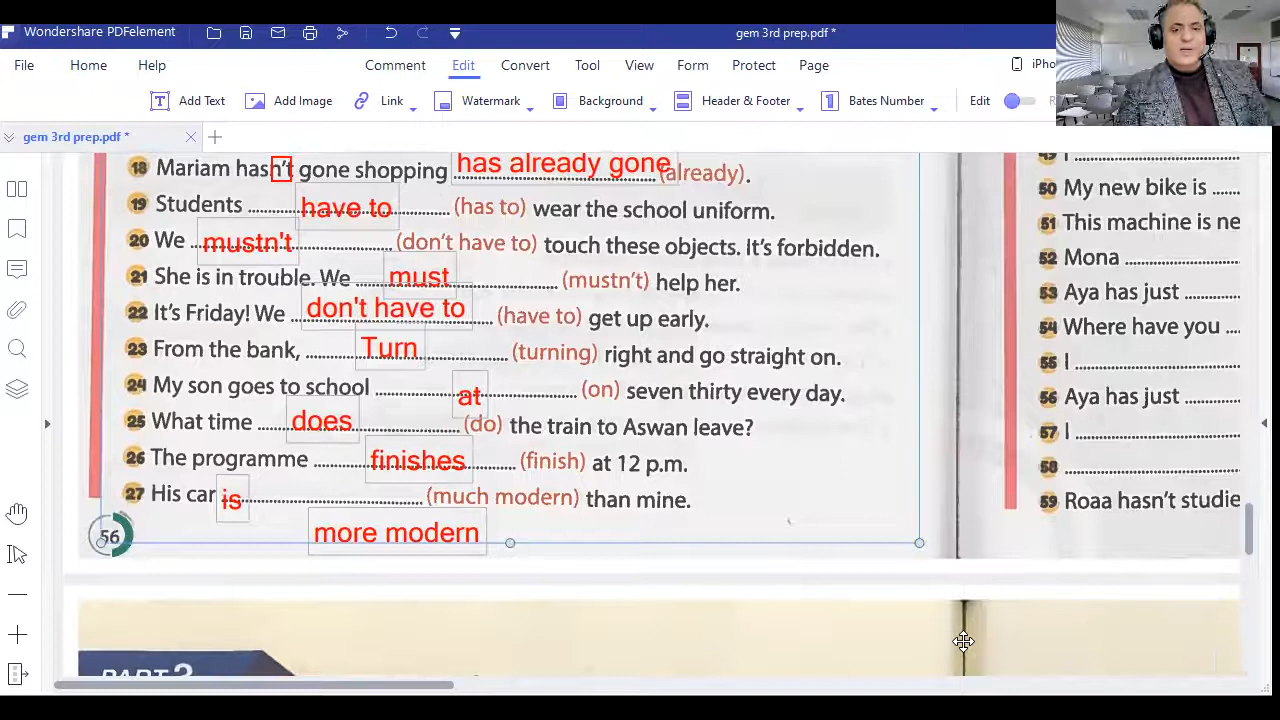 Wondershare PDFelement
gem 3rd prep.pdf *
File Home Help Comment Edit Convert Tool View Form Protect Page iPho
Add Text Add Image Link Watermark Background Header & Footer Bates Number Edit
gem 3rd prep.pdf *
18 Mariam hasn't gone shopping has already gone (already).
19 Students have to (has to) wear the school uniform.
20 We mustn't (don't have to) touch these objects. It's forbidden.
21 She is in trouble. We must (mustn't) help her.
22 It's Friday! We don't have to (have to) get up early.
23 From the bank, Turn (turning) right and go straight on.
24 My son goes to school at (on) seven thirty every day.
25 What time does (do) the train to Aswan leave?
26 The programme finishes (finish) at 12 p.m.
27 His car is (much modern) than mine.
more modern
56
50 My new bike is
51 This machine is ne
52 Mona
53 Aya has just
54 Where have you
55 I
56 Aya has just
57 I
58
59 Roaa hasn't studie